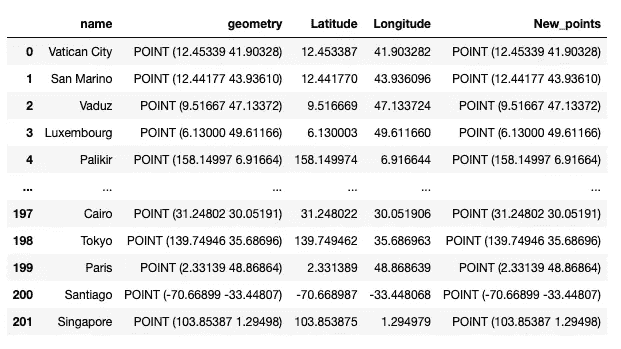 name geometry Latitude Longitude New_points
0 Vatican City POINT (12.45339 41.90328) 12.453387 41.903282 POINT (12.45339 41.90328)
1 San Marino POINT (12.44177 43.93610) 12.441770 43.936096 POINT (12.44177 43.93610)
2 Vaduz POINT (9.51667 47.13372) 9.516669 47.133724 POINT (9.51667 47.13372)
3 Luxembourg POINT (6.13000 49.61166) 6.130003 49.611660 POINT (6.13000 49.61166)
4 Palikir POINT (158.14997 6.91664) 158.149974 6.916644 POINT (158.14997 6.91664)
... ... ... ... ... ...
197 Cairo POINT (31.24802 30.05191) 31.248022 30.051906 POINT (31.24802 30.05191)
198 Tokyo POINT (139.74946 35.68696) 139.749462 35.686963 POINT (139.74946 35.68696)
199 Paris POINT (2.33139 48.86864) 2.331389 48.868639 POINT (2.33139 48.86864)
200 Santiago POINT (-70.66899 -33.44807) -70.668987 -33.448068 POINT (-70.66899 -33.44807)
201 Singapore POINT (103.85387 1.29498) 103.853875 1.294979 POINT (103.85387 1.29498)